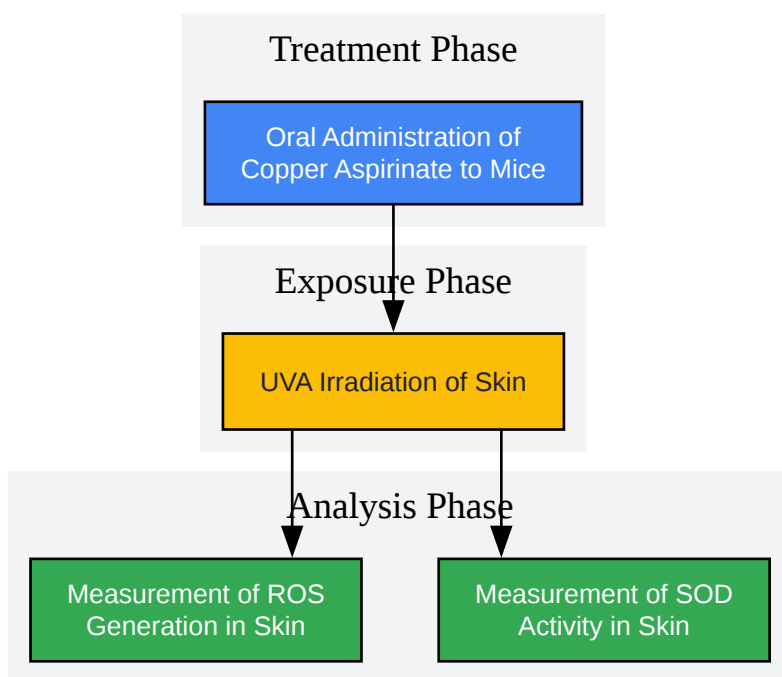 Treatment Phase
Oral Administration of
Copper Aspirinate to Mice
Exposure Phase
UVA Irradiation of Skin
Analysis Phase
Measurement of ROS
Generation in Skin
Measurement of SOD
Activity in Skin